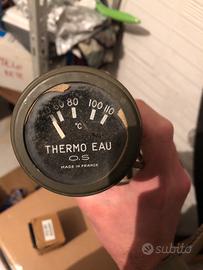 60 80 100 110
°C
THERMO EAU
O.S
MADE IN FRANCE
subito